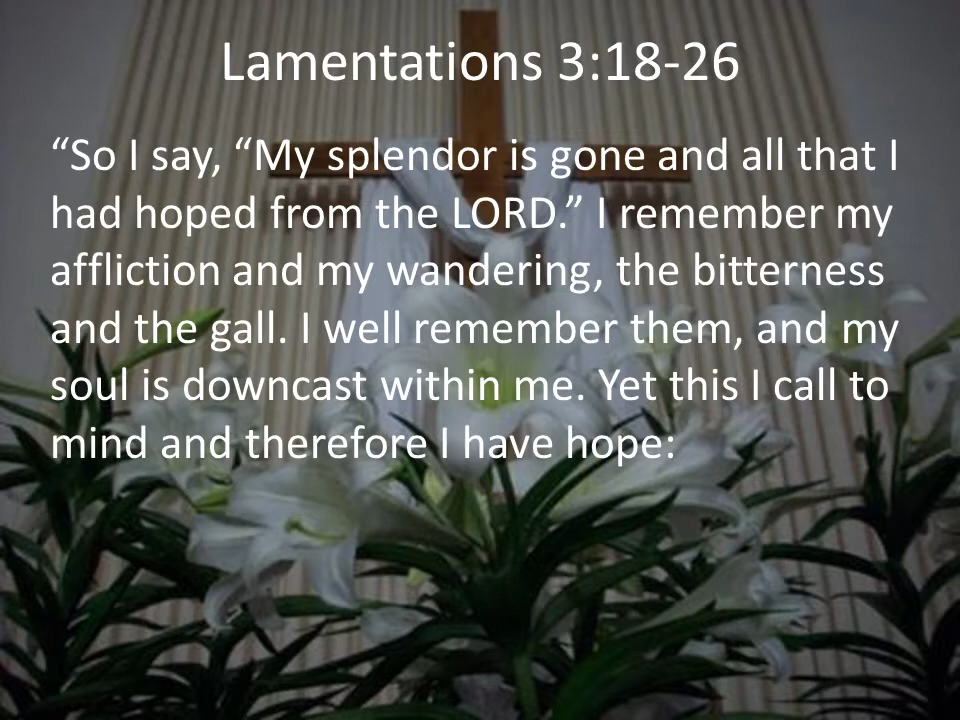 Lamentations 3:18-26
“So I say, “My splendor is gone and all that I
had hoped from the LORD.” I remember my
affliction and my wandering, the bitterness
and the gall. I well remember them, and my
soul is downcast within me. Yet this I call to
mind and therefore I have hope: